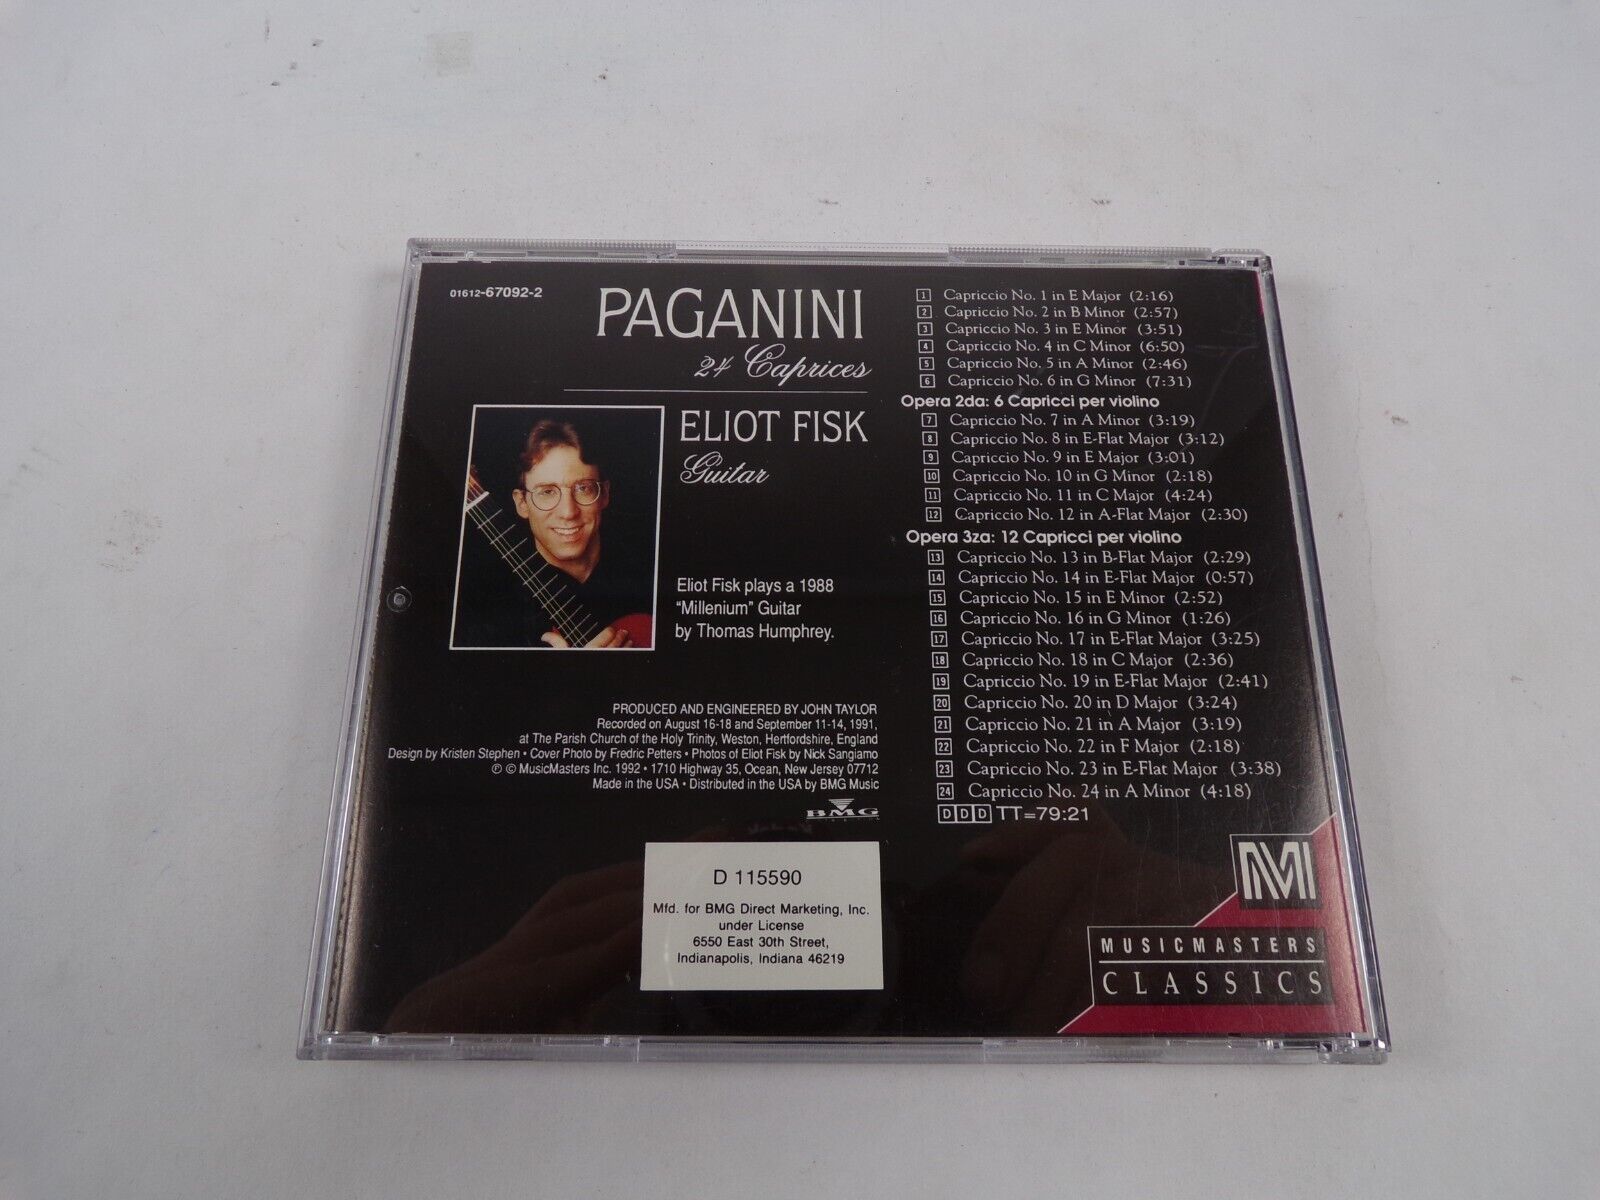 01612-67092-2
PAGANINI
24 Caprices
ELIOT FISK
Guitar
Eliot Fisk plays a 1988
"Millenium" Guitar
by Thomas Humphrey.
PRODUCED AND ENGINEERED BY JOHN TAYLOR
Recorded on August 16-18 and September 11-14, 1991,
at The Parish Church of the Holy Trinity, Weston, Hertfordshire, England
Design by Kristen Stephen • Cover Photo by Fredric Petters • Photos of Eliot Fisk by Nick Sangiamo
℗ © MusicMasters Inc. 1992 • 1710 Highway 35, Ocean, New Jersey 07712
Made in the USA • Distributed in the USA by BMG Music
BMG
D 115590
Mfd. for BMG Direct Marketing, Inc.
under License
6550 East 30th Street,
Indianapolis, Indiana 46219
1 Capriccio No. 1 in E Major (2:16)
2 Capriccio No. 2 in B Minor (2:57)
3 Capriccio No. 3 in E Minor (3:51)
4 Capriccio No. 4 in C Minor (6:50)
5 Capriccio No. 5 in A Minor (2:46)
6 Capriccio No. 6 in G Minor (7:31)
Opera 2da: 6 Capricci per violino
7 Capriccio No. 7 in A Minor (3:19)
8 Capriccio No. 8 in E-Flat Major (3:12)
9 Capriccio No. 9 in E Major (3:01)
10 Capriccio No. 10 in G Minor (2:18)
11 Capriccio No. 11 in C Major (4:24)
12 Capriccio No. 12 in A-Flat Major (2:30)
Opera 3za: 12 Capricci per violino
13 Capriccio No. 13 in B-Flat Major (2:29)
14 Capriccio No. 14 in E-Flat Major (0:57)
15 Capriccio No. 15 in E Minor (2:52)
16 Capriccio No. 16 in G Minor (1:26)
17 Capriccio No. 17 in E-Flat Major (3:25)
18 Capriccio No. 18 in C Major (2:36)
19 Capriccio No. 19 in E-Flat Major (2:41)
20 Capriccio No. 20 in D Major (3:24)
21 Capriccio No. 21 in A Major (3:19)
22 Capriccio No. 22 in F Major (2:18)
23 Capriccio No. 23 in E-Flat Major (3:38)
24 Capriccio No. 24 in A Minor (4:18)
DDD TT=79:21
MM
MUSICMASTERS
CLASSICS